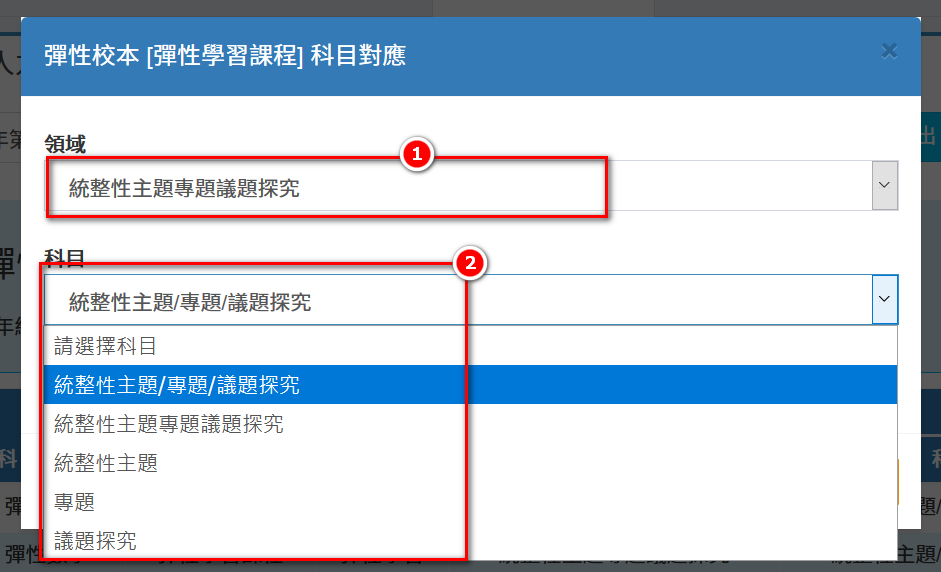 彈性校本 [彈性學習課程] 科目對應
×
領域
1
統整性主題專題議題探究
科目
2
統整性主題/專題/議題探究
請選擇科目
統整性主題/專題/議題探究
統整性主題專題議題探究
統整性主題
專題
議題探究